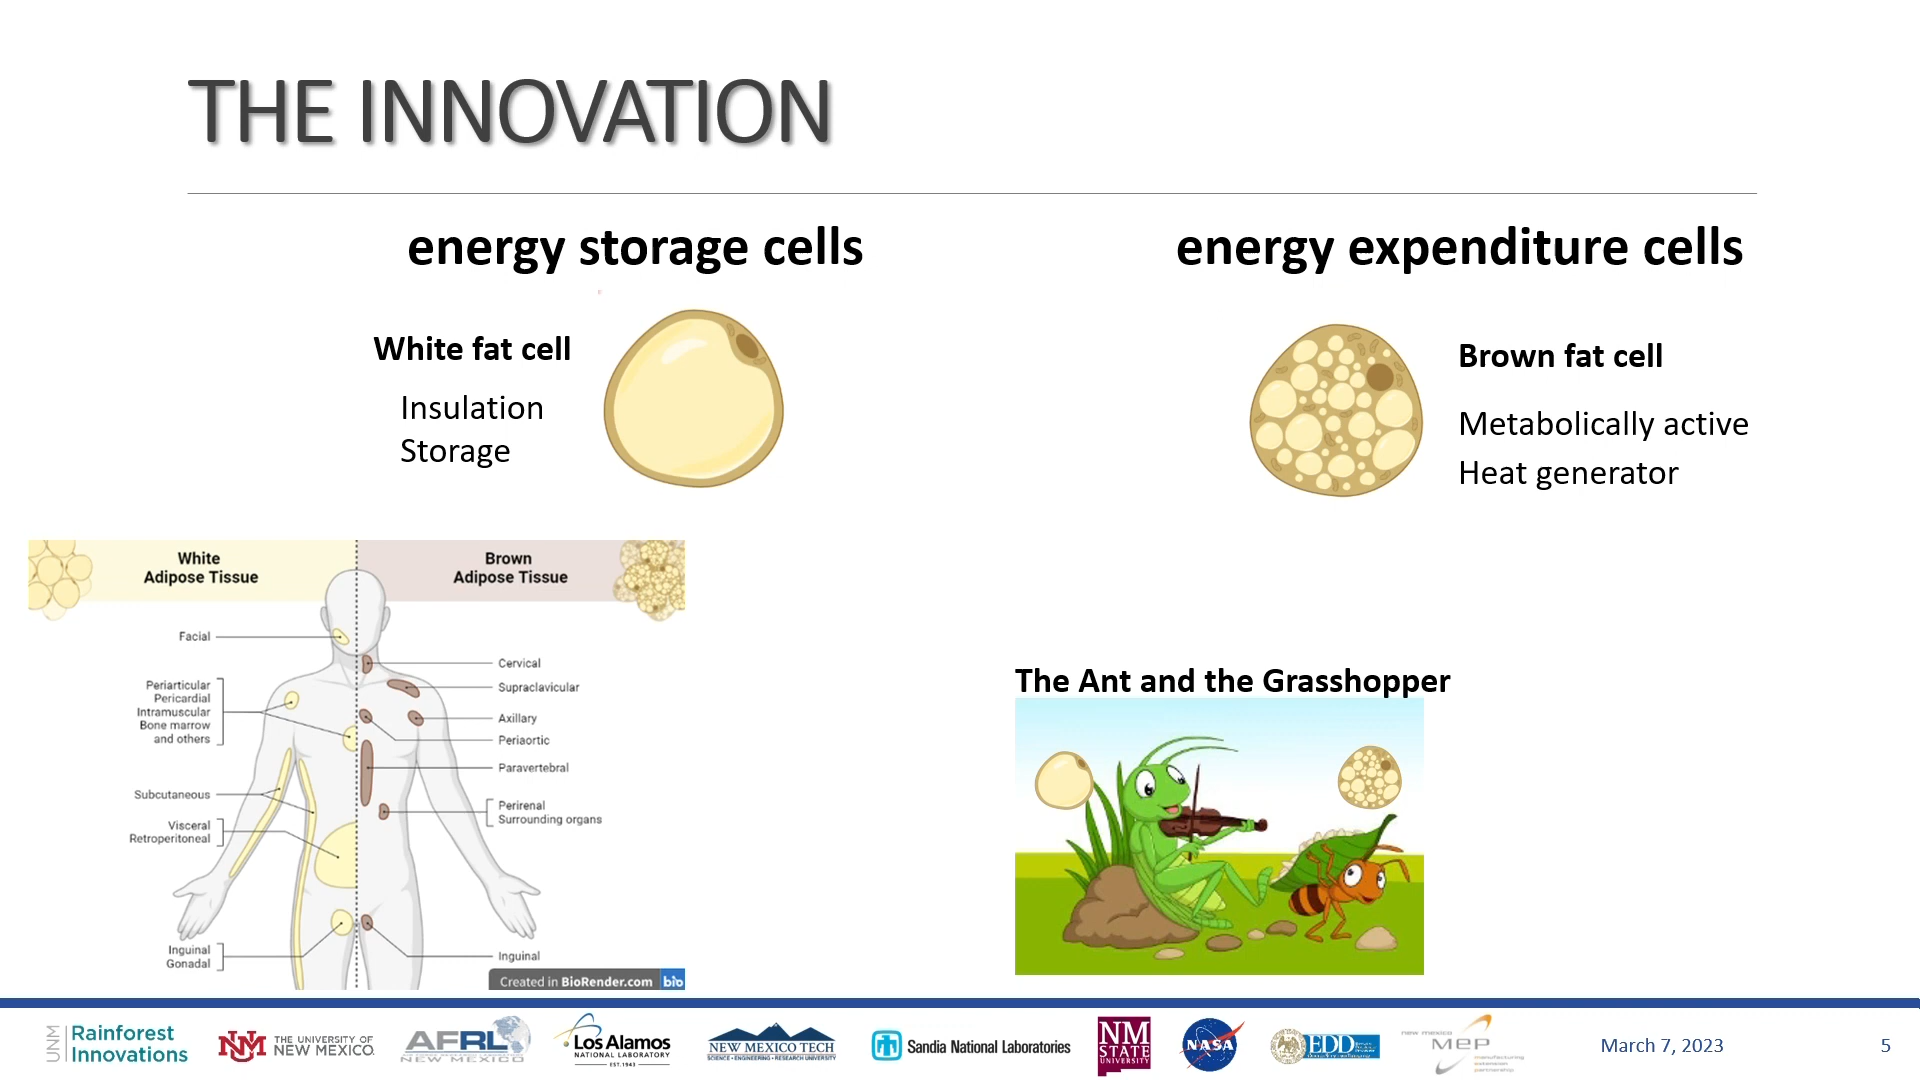 THE INNOVATION
energy storage cells
energy expenditure cells
White fat cell
Insulation
Storage
Brown fat cell
Metabolically active
Heat generator
White
Adipose Tissue
Brown
Adipose Tissue
Facial
Periarticular
Pericardial
Intramuscular
Bone marrow
and others
Subcutaneous
Visceral
Retroperitoneal
Inguinal
Gonadal
Cervical
Supraclavicular
Axillary
Periaortic
Paravertebral
Perirenal
Surrounding organs
Inguinal
Created in BioRender.com bio
The Ant and the Grasshopper
UNM
Rainforest
Innovations
NM THE UNIVERSITY OF
NEW MEXICO.
AFRL
NEW MEXICO
Los Alamos
NATIONAL LABORATORY
EST. 1943
NEW MEXICO TECH
SCIENCE • ENGINEERING • RESEARCH UNIVERSITY
Sandia National Laboratories
NM
STATE
UNIVERSITY
NASA
EDD
new mexico
MEP
manufacturing
extension
partnership
March 7, 2023
5